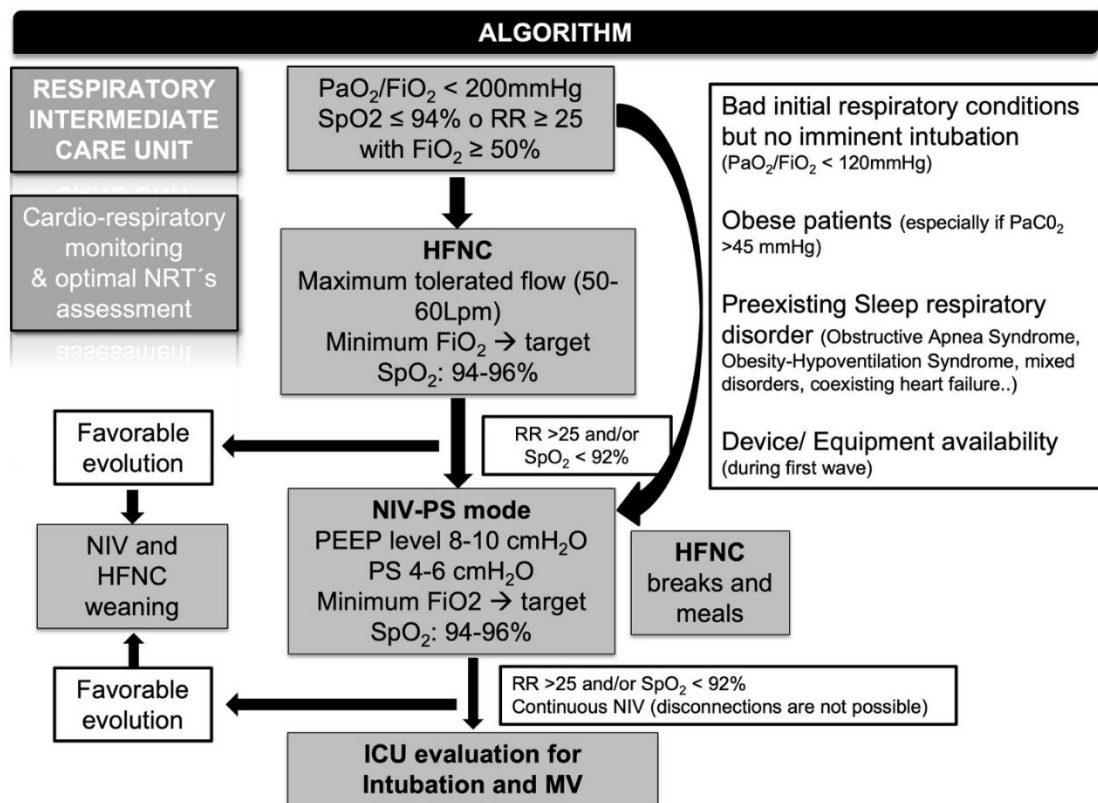 ALGORITHM
RESPIRATORY
INTERMEDIATE
CARE UNIT
Cardio-respiratory
monitoring
& optimal NRT´s
assessment
PaO₂/FiO₂ < 200mmHg
SpO2 ≤ 94% o RR ≥ 25
with FiO₂ ≥ 50%
HFNC
Maximum tolerated flow (50-
60Lpm)
Minimum FiO₂ → target
SpO₂: 94-96%
Bad initial respiratory conditions
but no imminent intubation
(PaO₂/FiO₂ < 120mmHg)
Obese patients (especially if PaC0₂
>45 mmHg)
Preexisting Sleep respiratory
disorder (Obstructive Apnea Syndrome,
Obesity-Hypoventilation Syndrome, mixed
disorders, coexisting heart failure..)
Device/ Equipment availability
(during first wave)
Favorable
evolution
RR >25 and/or
SpO₂ < 92%
NIV and
HFNC
weaning
NIV-PS mode
PEEP level 8-10 cmH₂O
PS 4-6 cmH₂O
Minimum FiO2 → target
SpO₂: 94-96%
HFNC
breaks and
meals
Favorable
evolution
RR >25 and/or SpO₂ < 92%
Continuous NIV (disconnections are not possible)
ICU evaluation for
Intubation and MV